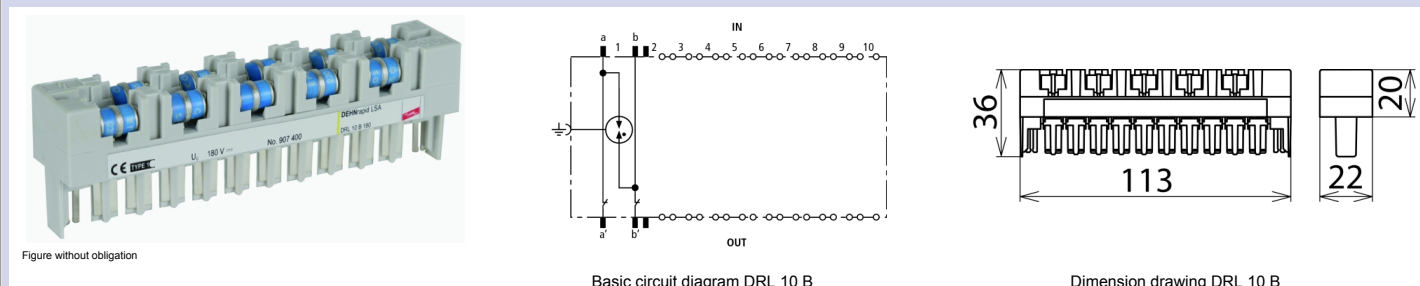 DEHNrapid LSA
DRL 10 B 180
No. 907 400
U꜀ 180 V ⎓
CE TYPE 1
Figure without obligation
IN
a 1 b 2 3 4 5 6 7 8 9 10
a' b'
OUT
Basic circuit diagram DRL 10 B
36
113
20
22
Dimension drawing DRL 10 B